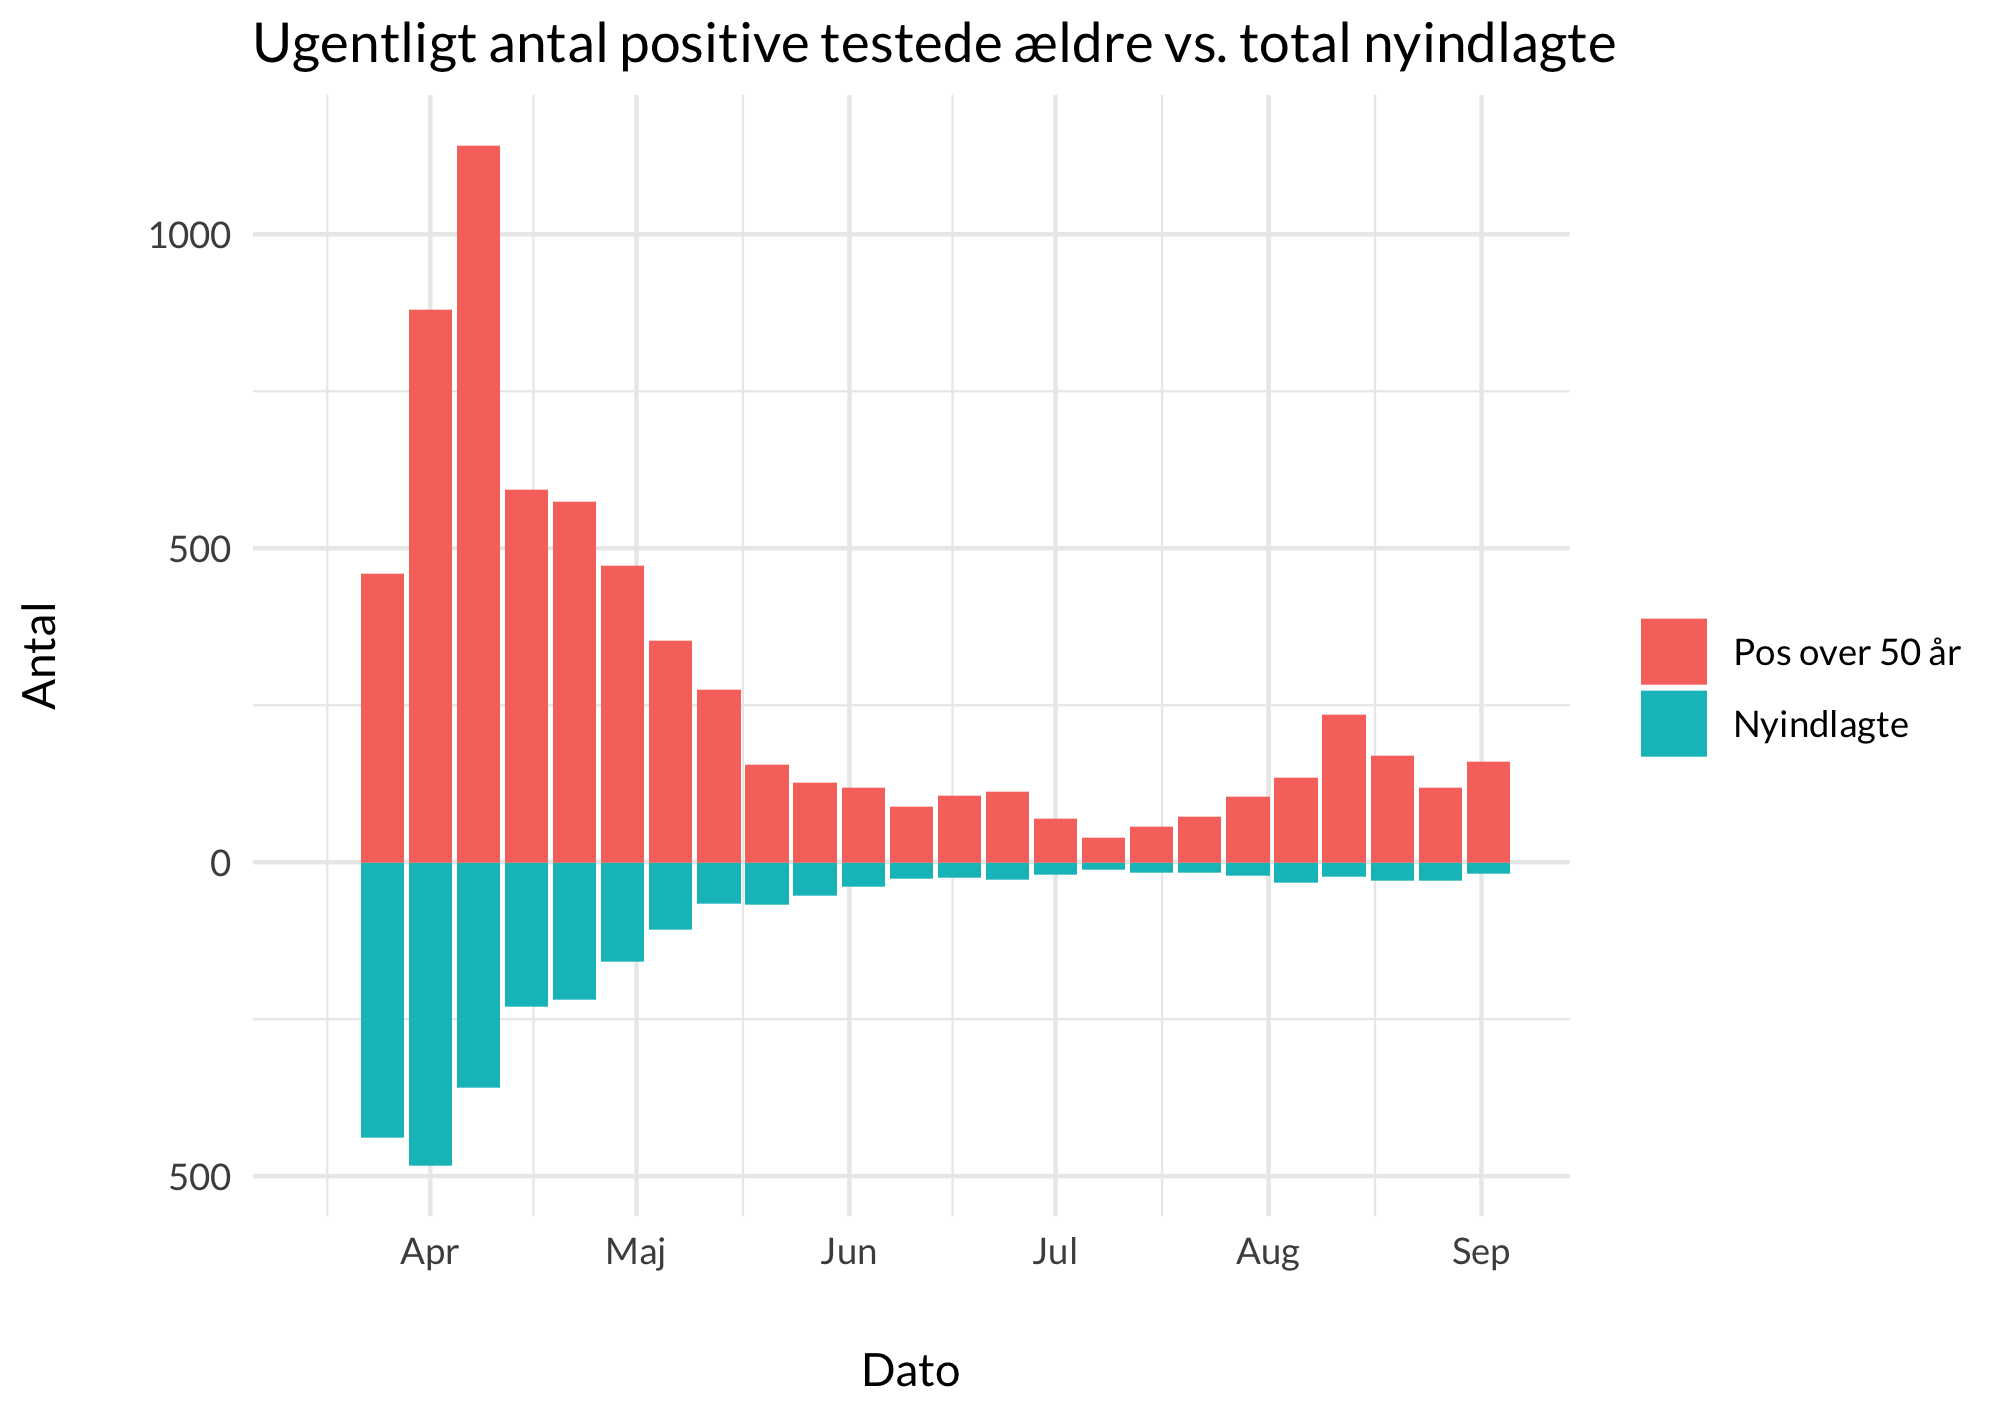 Ugentligt antal positive testede ældre vs. total nyindlagte
1000
500
0
500
Antal
Apr Maj Jun Jul Aug Sep
Dato
Pos over 50 år
Nyindlagte